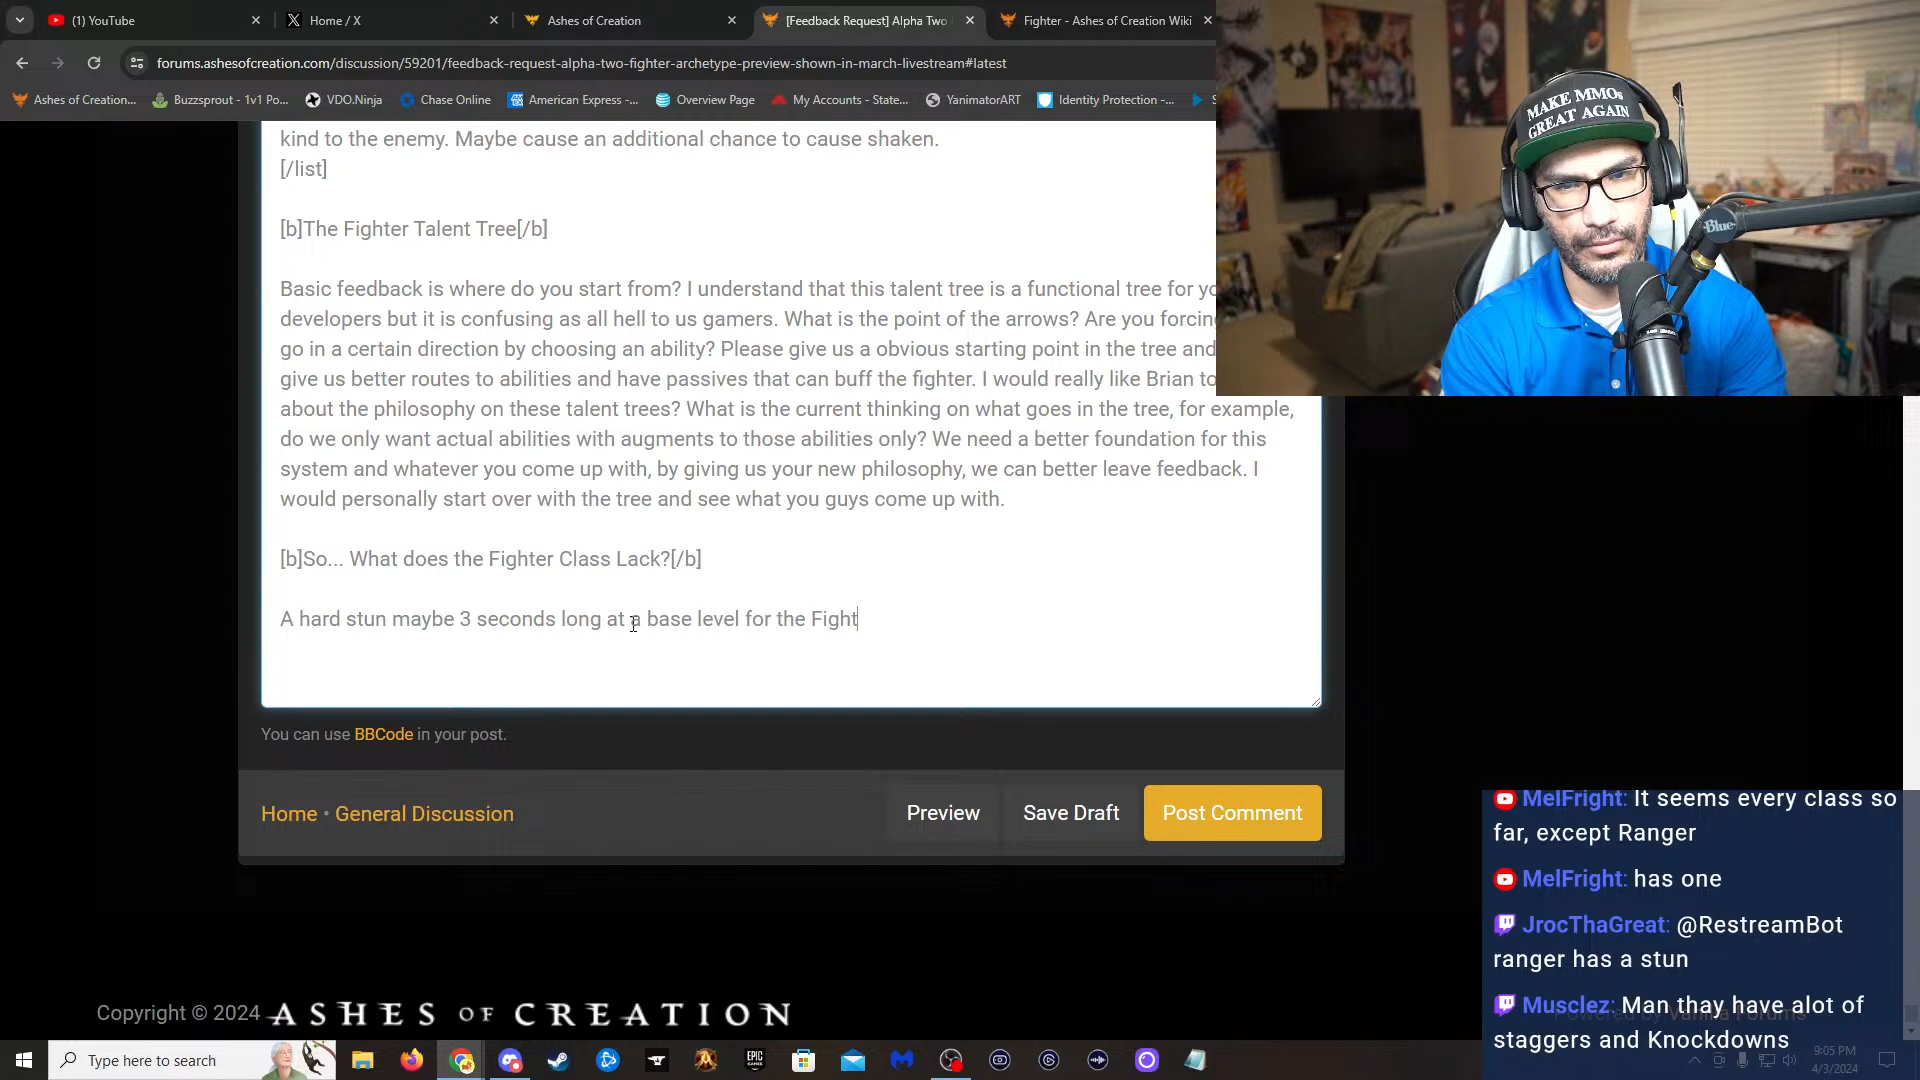 (1) YouTube
Home / X
Ashes of Creation
[Feedback Request] Alpha Two
Fighter - Ashes of Creation Wiki
forums.ashesofcreation.com/discussion/59201/feedback-request-alpha-two-fighter-archetype-preview-shown-in-march-livestream#latest
Ashes of Creation...
Buzzsprout - 1v1 Po...
VDO.Ninja
Chase Online
American Express -...
Overview Page
My Accounts - State...
YanimatorART
Identity Protection -...
MAKE MMOs
GREAT AGAIN
Blue
kind to the enemy. Maybe cause an additional chance to cause shaken.
[/list]
[b]The Fighter Talent Tree[/b]
Basic feedback is where do you start from? I understand that this talent tree is a functional tree for yo
developers but it is confusing as all hell to us gamers. What is the point of the arrows? Are you forcing
go in a certain direction by choosing an ability? Please give us a obvious starting point in the tree and
give us better routes to abilities and have passives that can buff the fighter. I would really like Brian to
about the philosophy on these talent trees? What is the current thinking on what goes in the tree, for example,
do we only want actual abilities with augments to those abilities only? We need a better foundation for this
system and whatever you come up with, by giving us your new philosophy, we can better leave feedback. I
would personally start over with the tree and see what you guys come up with.
[b]So... What does the Fighter Class Lack?[/b]
A hard stun maybe 3 seconds long at a base level for the Fight
You can use BBCode in your post.
Home • General Discussion
Preview
Save Draft
Post Comment
MelFright: It seems every class so
far, except Ranger
MelFright: has one
JrocThaGreat: @RestreamBot
ranger has a stun
Musclez: Man thay have alot of
staggers and Knockdowns
Copyright © 2024 ASHES OF CREATION
Type here to search
EPIC
GAMES
9:05 PM
4/3/2024